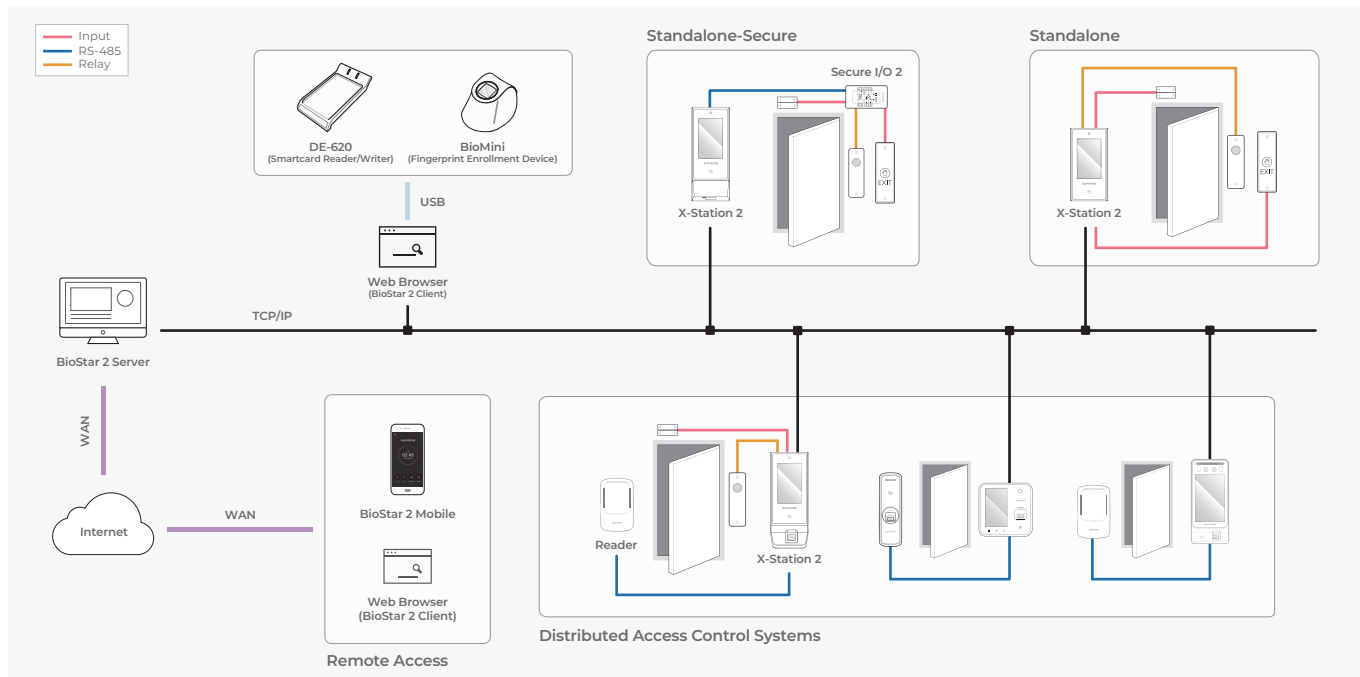 Input
RS-485
Relay
DE-620
(Smartcard Reader/Writer)
BioMini
(Fingerprint Enrollment Device)
USB
Web Browser
(BioStar 2 Client)
TCP/IP
BioStar 2 Server
WAN
Internet
WAN
BioStar 2 Mobile
Web Browser
(BioStar 2 Client)
Remote Access
Standalone-Secure
Secure I/O 2
X-Station 2
EXIT
Standalone
X-Station 2
EXIT
Reader
X-Station 2
Distributed Access Control Systems